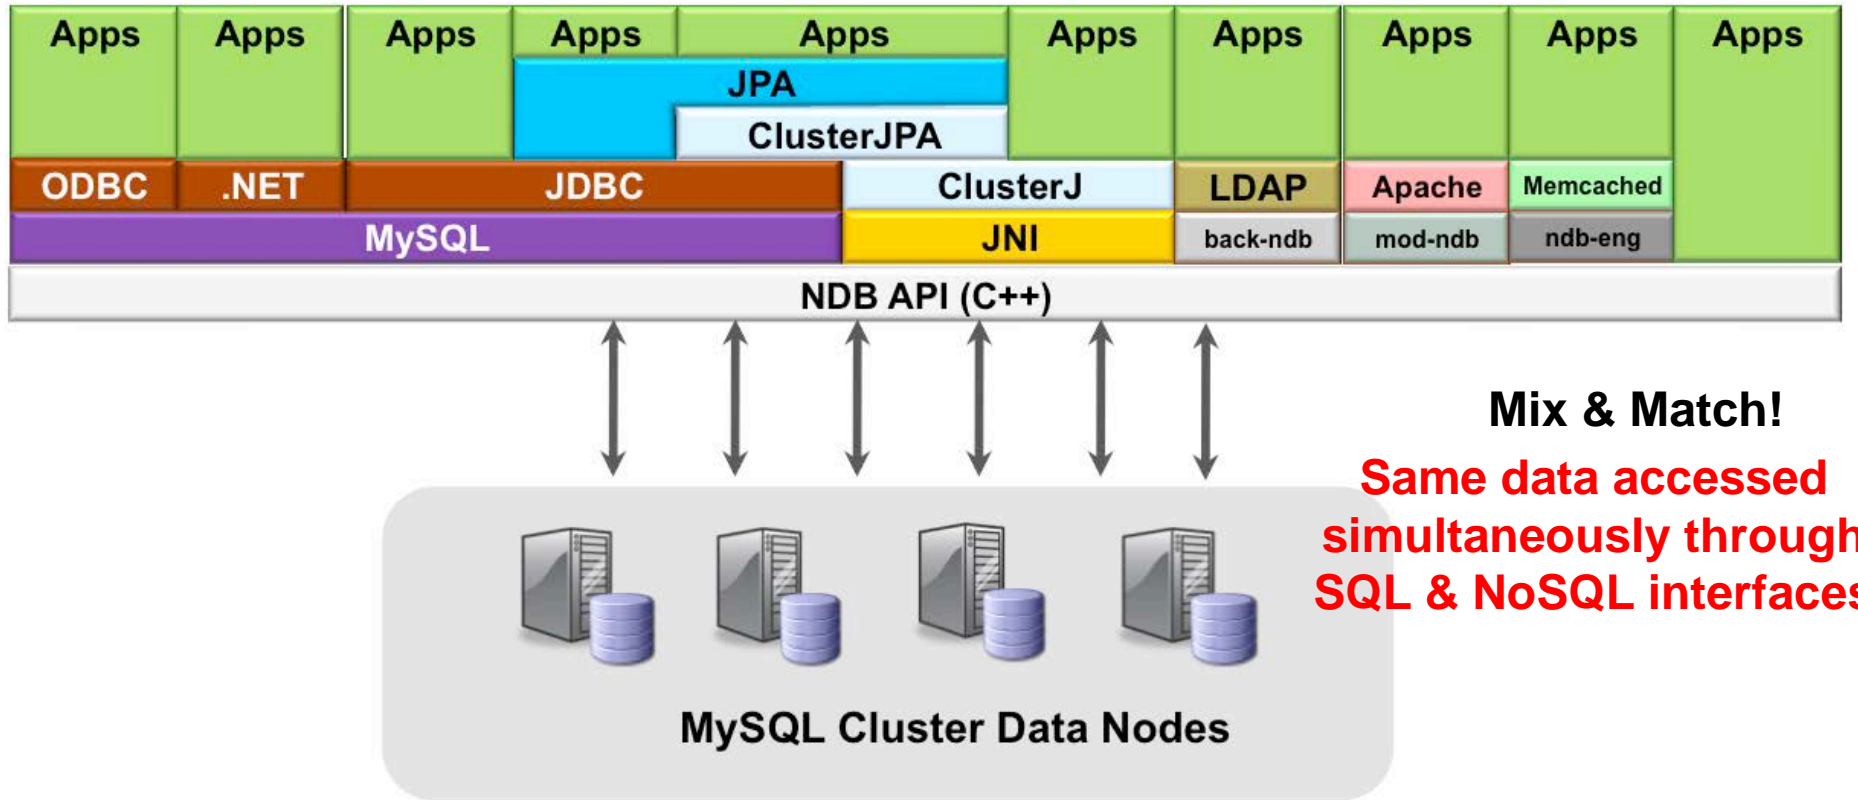 Apps Apps Apps Apps Apps Apps Apps Apps Apps Apps
JPA
ClusterJPA
ODBC .NET JDBC ClusterJ LDAP Apache Memcached
MySQL JNI back-ndb mod-ndb ndb-eng
NDB API (C++)
Mix & Match!
Same data accessed
simultaneously through
SQL & NoSQL interfaces
MySQL Cluster Data Nodes